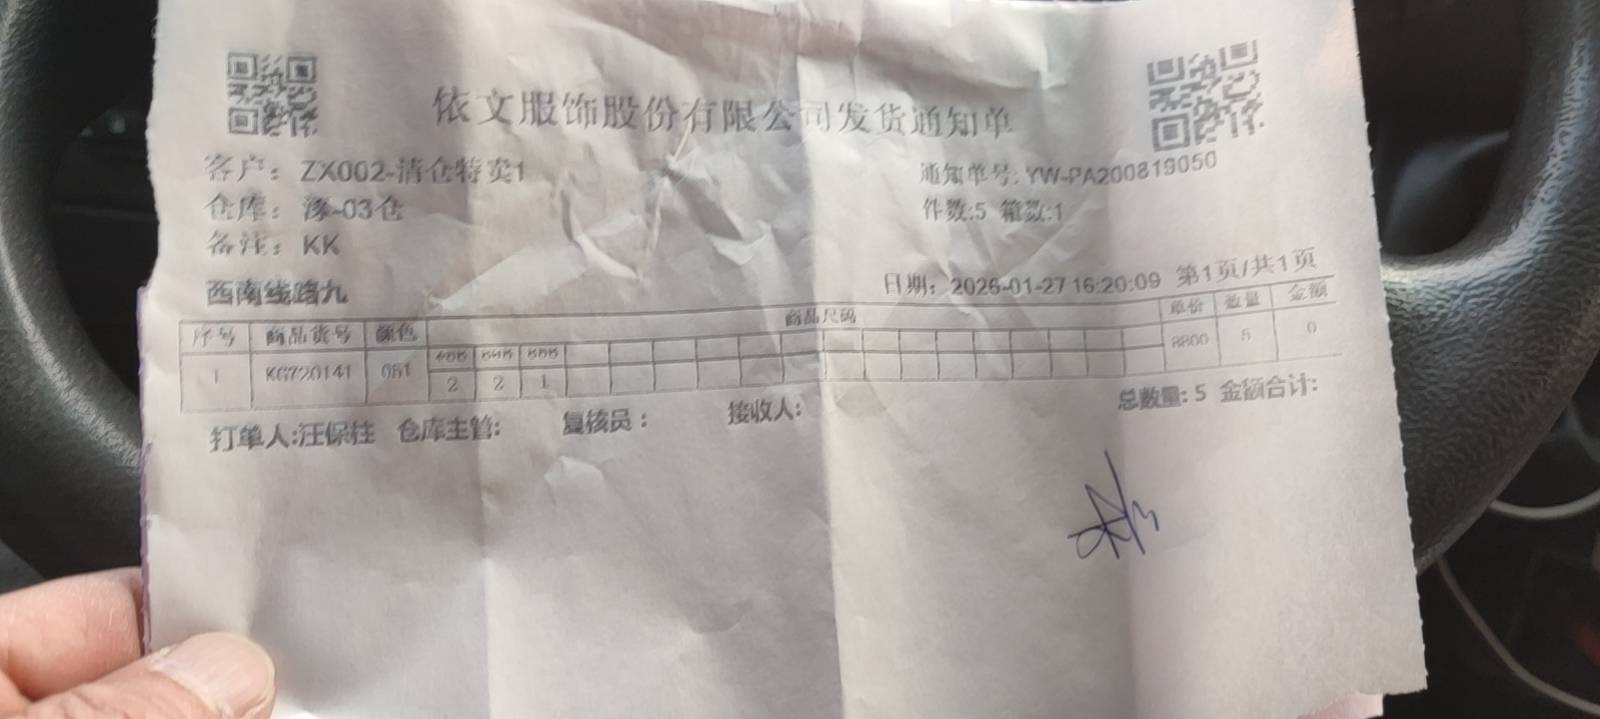 依文服饰股份有限公司发货通知单
客户：ZX002-清仓特卖1
通知单号:YW-PA200819050
仓库：涿-03仓
件数:5 箱数:1
备注：KK
西南线路九
日期：2026-01-27 16:20:09 第1页/共1页
序号 商品货号 颜色 商品尺码 单价 数量 金额
1 KG720141 051 8800 5 0
2 2 1
打单人:汪保柱 仓库主管: 复核员： 接收人: 总数量: 5 金额合计: